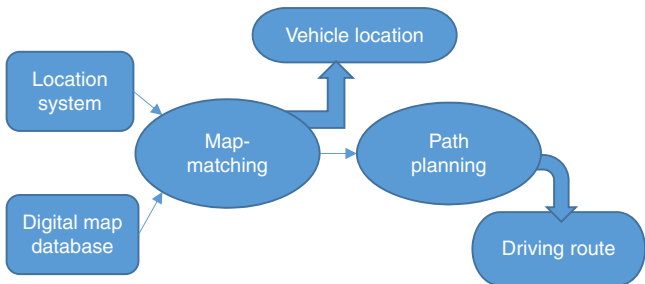 Vehicle location
Location
system
Map-
matching
Path
planning
Digital map
database
Driving route